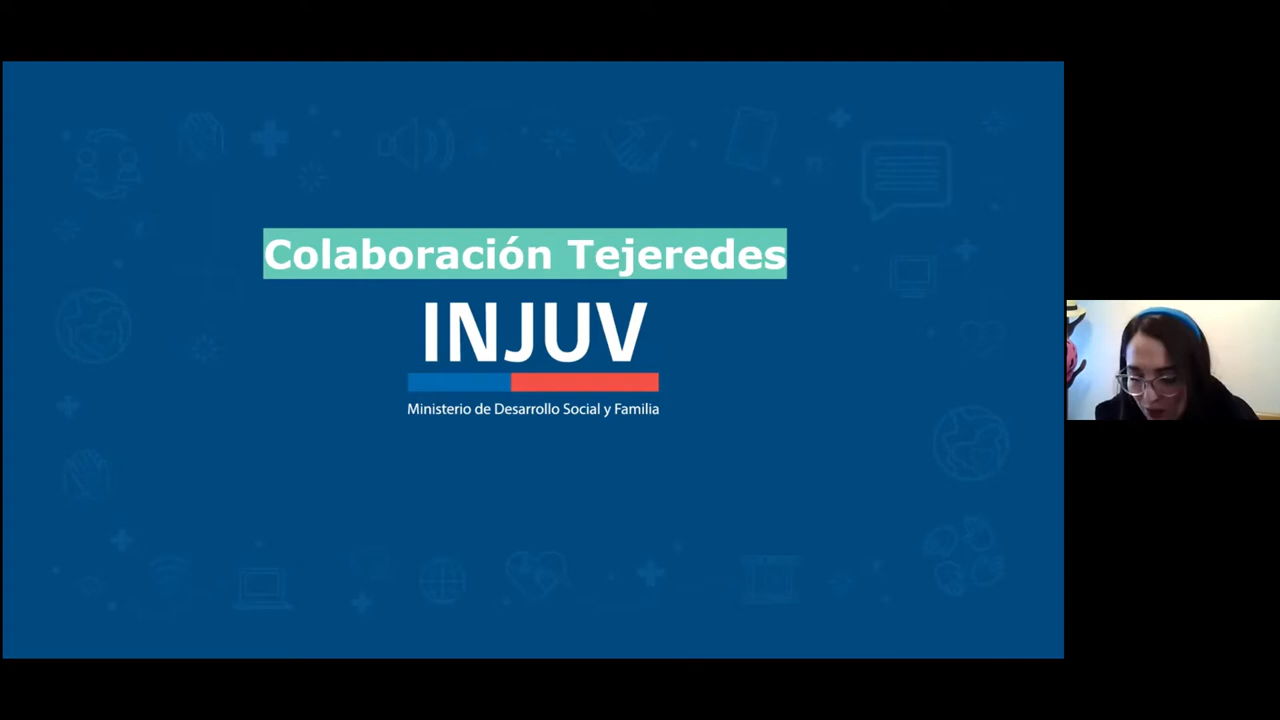 Colaboración Tejeredes
INJUV
Ministerio de Desarrollo Social y Familia